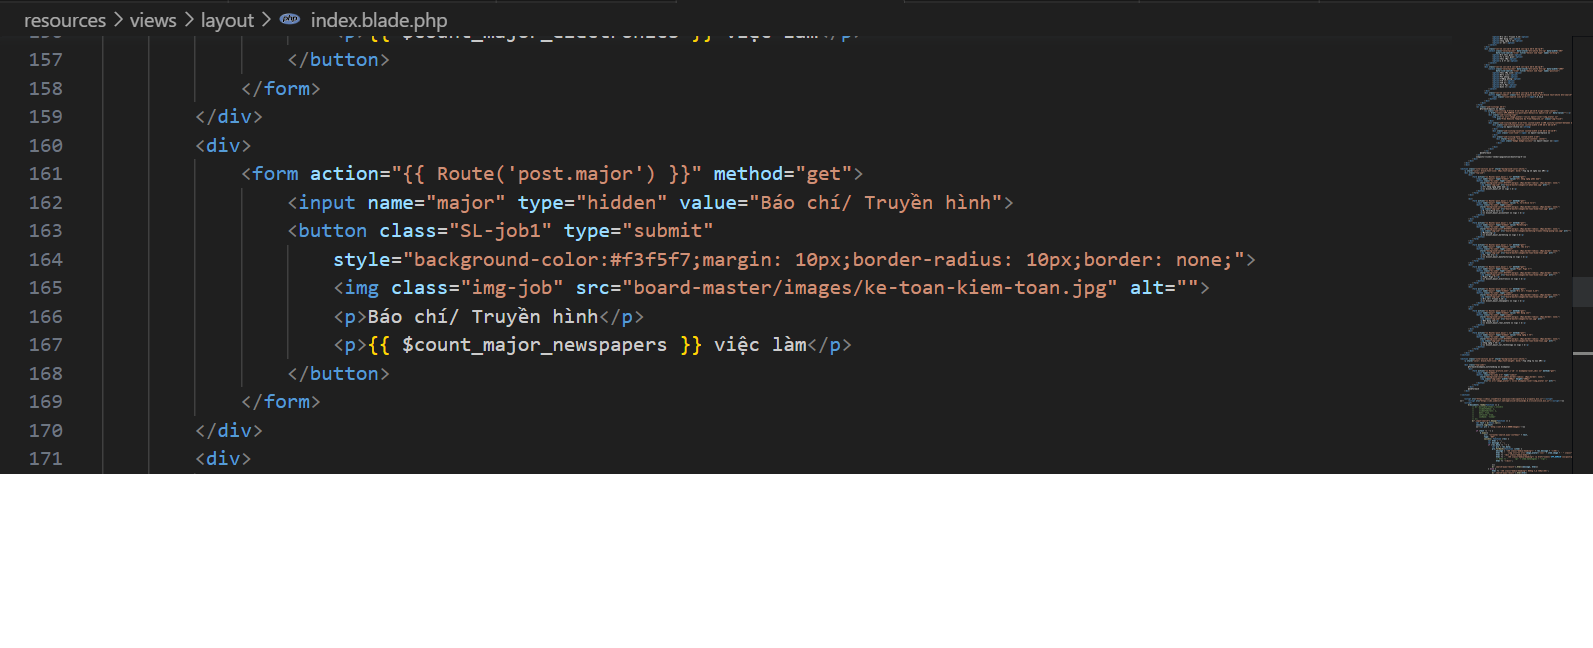 resources > views > layout > php index.blade.php
156 <p>{{ $count_major_electronics }} việc làm</p>
157 </button>
158 </form>
159 </div>
160 <div>
161 <form action="{{ Route('post.major') }}" method="get">
162 <input name="major" type="hidden" value="Báo chí/ Truyền hình">
163 <button class="SL-job1" type="submit"
164 style="background-color:#f3f5f7;margin: 10px;border-radius: 10px;border: none;">
165 <img class="img-job" src="board-master/images/ke-toan-kiem-toan.jpg" alt="">
166 <p>Báo chí/ Truyền hình</p>
167 <p>{{ $count_major_newspapers }} việc làm</p>
168 </button>
169 </form>
170 </div>
171 <div>